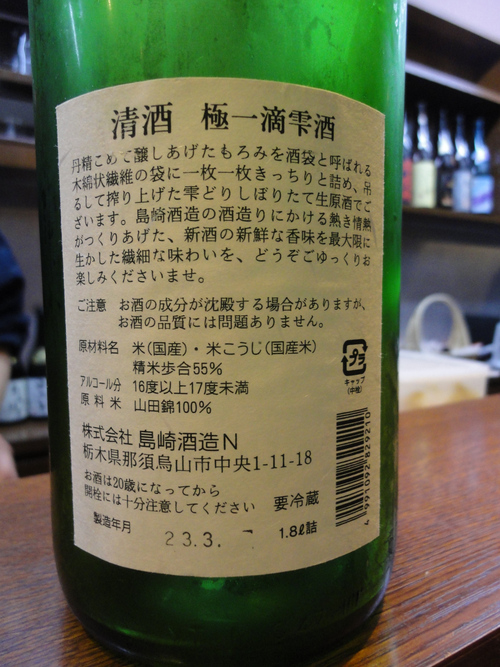 清酒 極一滴雫酒
丹精こめて醸しあげたもろみを酒袋と呼ばれる
木綿状繊維の袋に一枚一枚きっちりと詰め、吊
るして搾り上げた雫どりしぼりたて生原酒でご
ざいます。島崎酒造の酒造りにかける熱き情熱
がつくりあげた、新酒の新鮮な香味を最大限に
生かした繊細な味わいを、どうぞごゆっくりお
楽しみくださいませ。
ご注意 お酒の成分が沈殿する場合がありますが、
お酒の品質には問題ありません。
原材料名 米(国産)・米こうじ(国産米)
精米歩合55%
アルコール分 16度以上17度未満
原料米 山田錦100%
プラ
キャップ
(中栓)
株式会社 島崎酒造N
栃木県那須烏山市中央1-11-18
お酒は20歳になってから
開栓には十分注意してください 要冷蔵
製造年月 23.3. 1.8ℓ詰
4 991092 829210